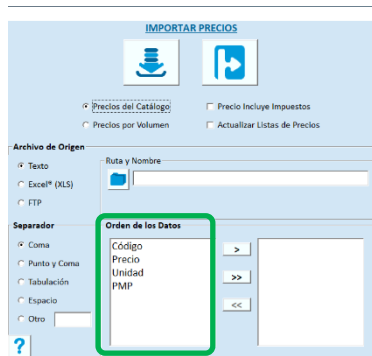 IMPORTAR PRECIOS
Precios del Catálogo
Precio Incluye Impuestos
Precios por Volumen
Actualizar Listas de Precios
Archivo de Origen
Texto
Ruta y Nombre
Excel® (XLS)
FTP
Separador
Orden de los Datos
Coma
Código
>
Punto y Coma
Precio
Unidad
>>
Tabulación
PMP
Espacio
<<
Otro
?